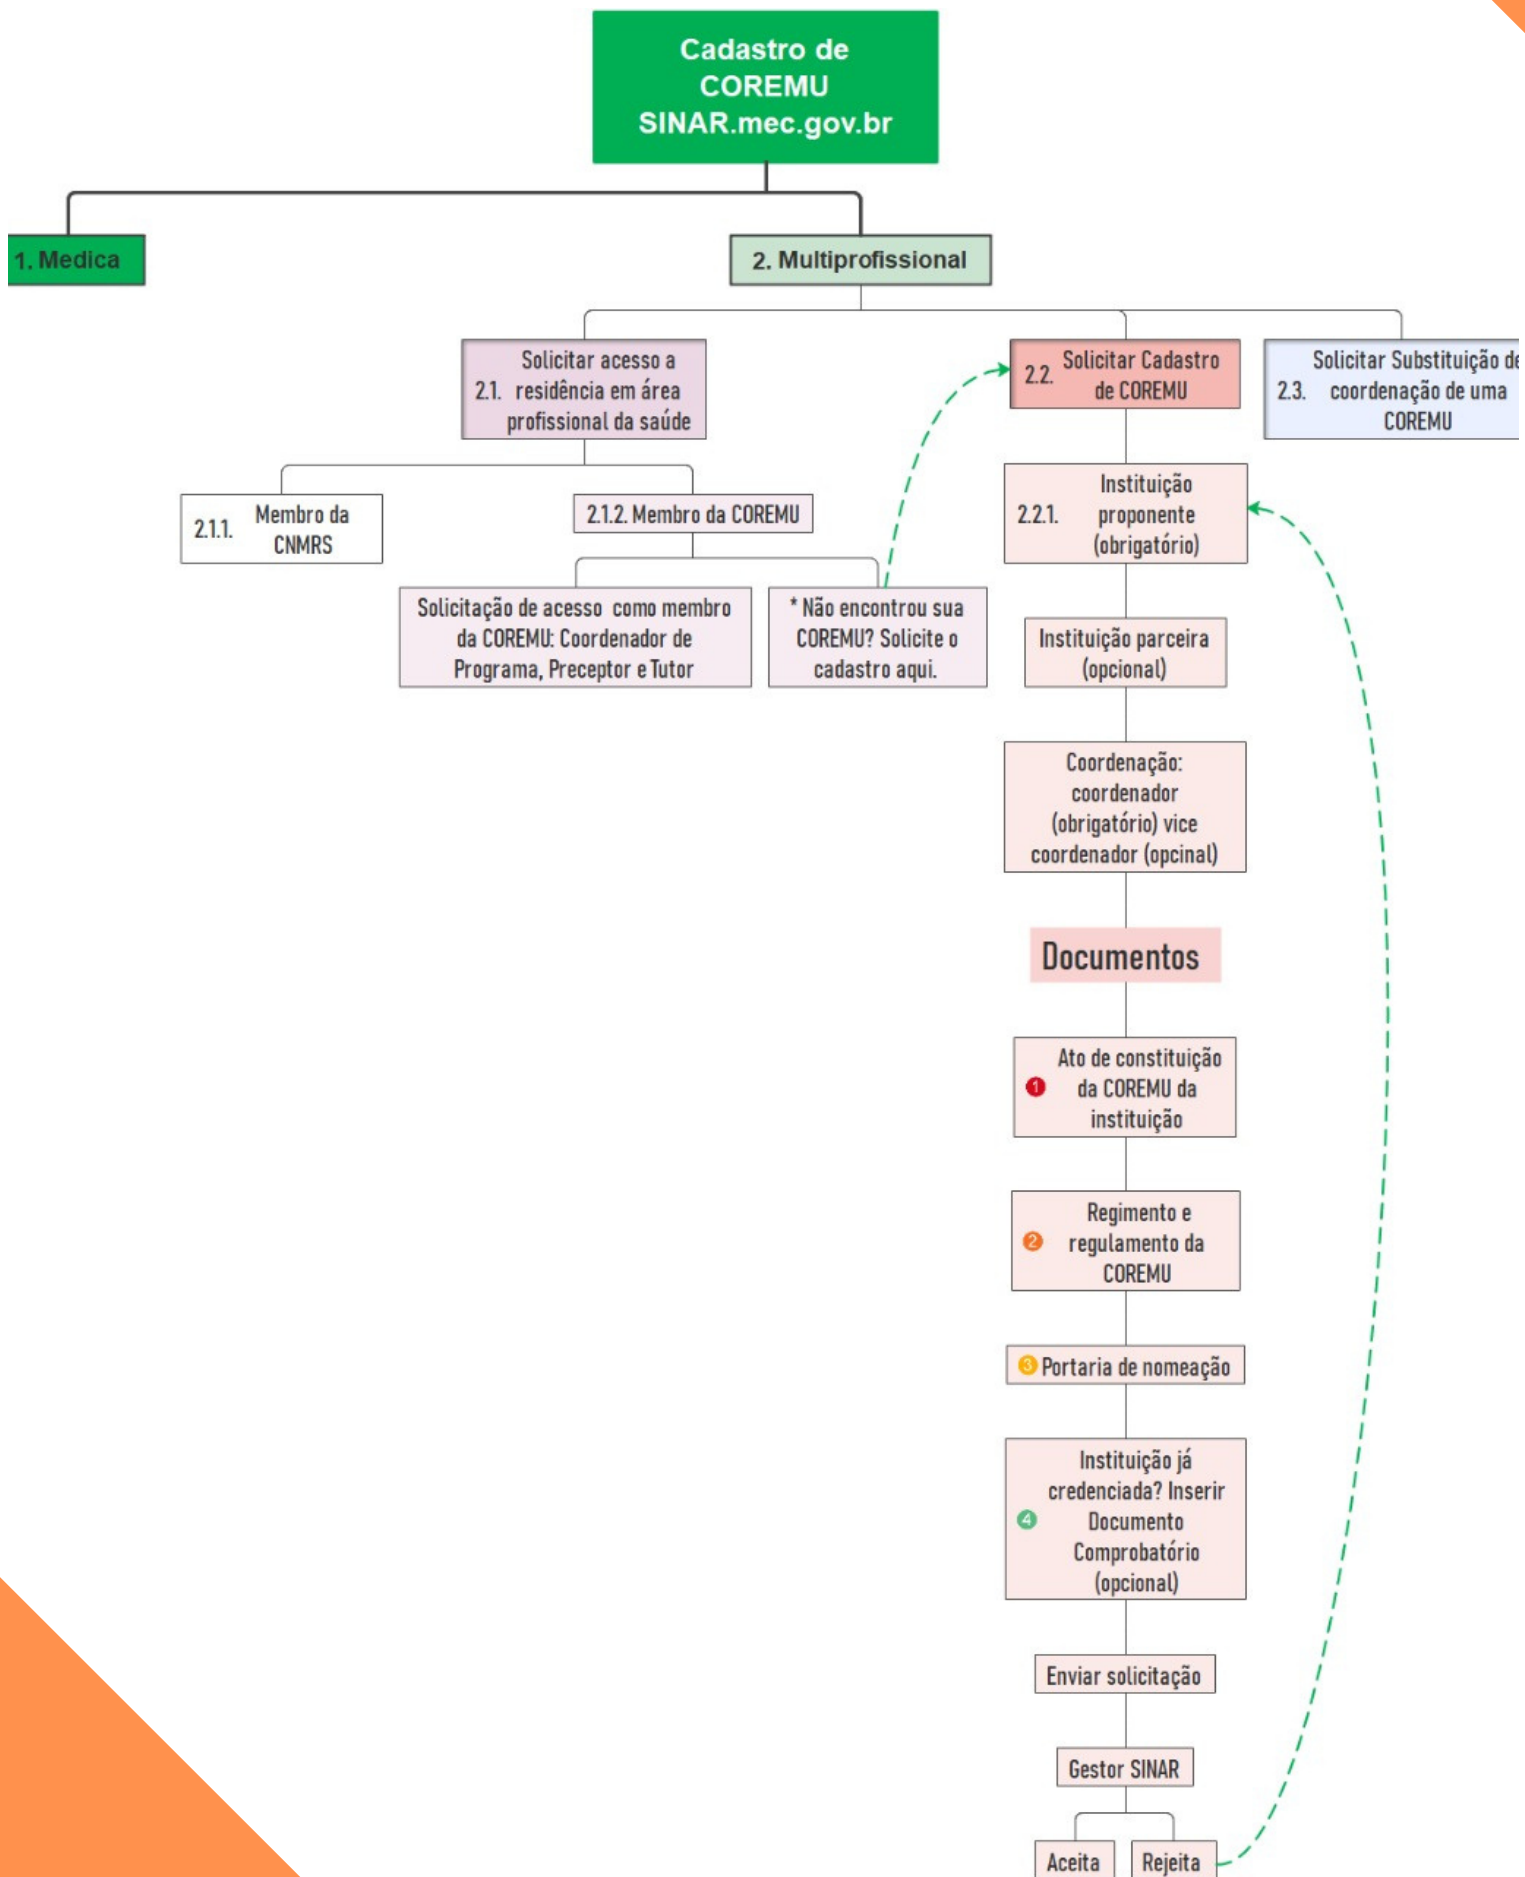 Cadastro de
COREMU
SINAR.mec.gov.br
1. Medica
2. Multiprofissional
Solicitar acesso a
2.1. residência em área
profissional da saúde
2.2. Solicitar Cadastro
de COREMU
Solicitar Substituição de
2.3. coordenação de uma
COREMU
2.1.1. Membro da
CNMRS
2.1.2. Membro da COREMU
Solicitação de acesso como membro
da COREMU: Coordenador de
Programa, Preceptor e Tutor
* Não encontrou sua
COREMU? Solicite o
cadastro aqui.
Instituição
2.2.1. proponente
(obrigatório)
Instituição parceira
(opcional)
Coordenação:
coordenador
(obrigatório) vice
coordenador (opcinal)
Documentos
Ato de constituição
1 da COREMU da
instituição
Regimento e
2 regulamento da
COREMU
3 Portaria de nomeação
Instituição já
credenciada? Inserir
4 Documento
Comprobatório
(opcional)
Enviar solicitação
Gestor SINAR
Aceita
Rejeita